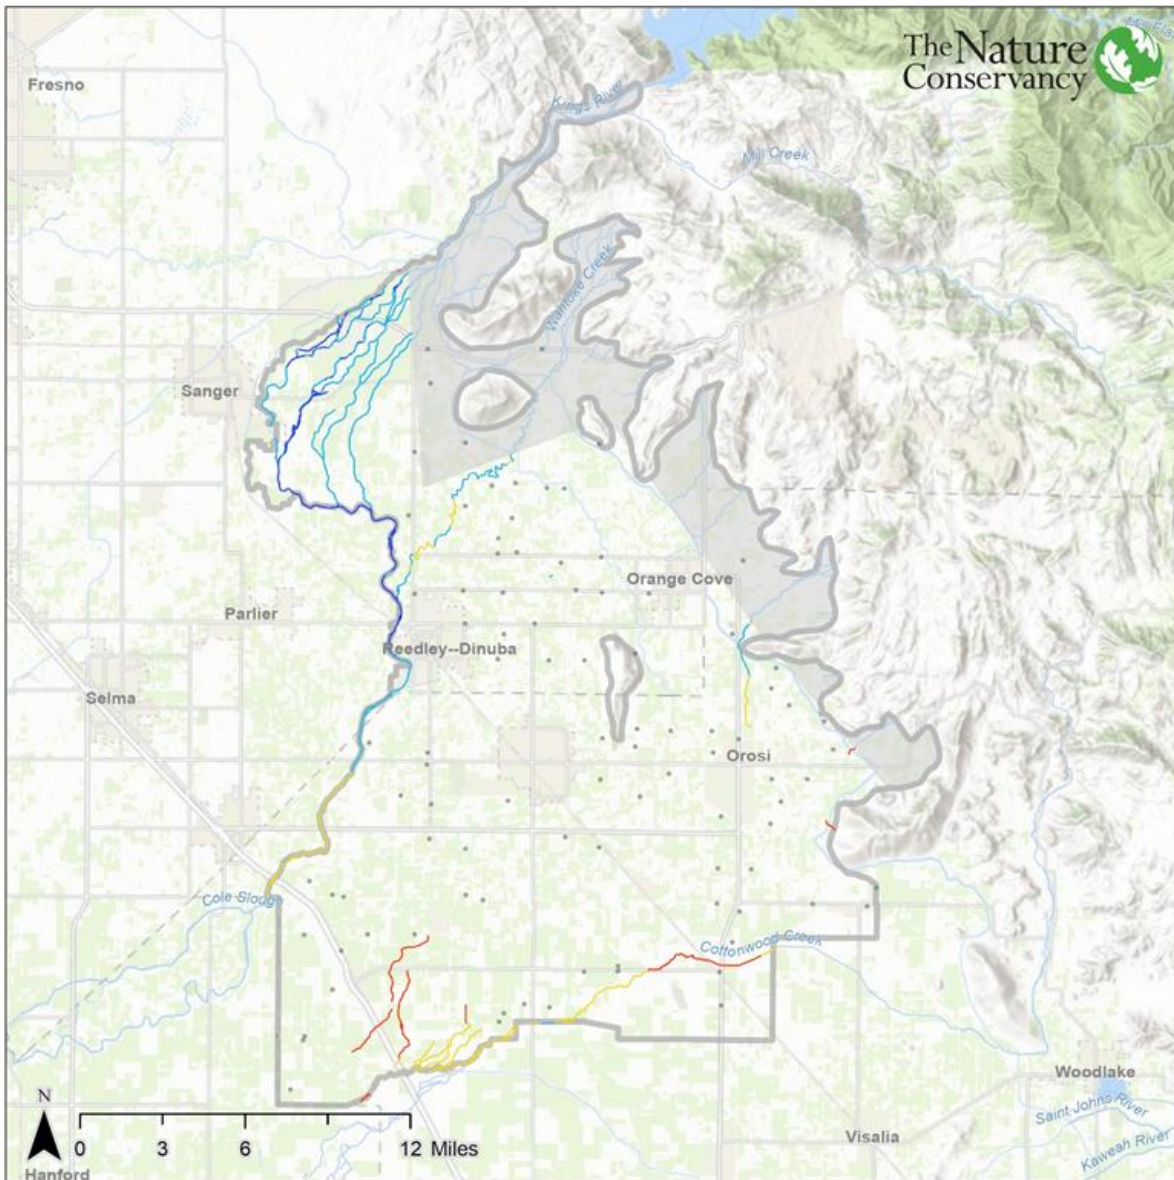 The Nature
Conservancy
Fresno
Kings River
Mill Creek
Wahtoke Creek
Sanger
Orange Cove
Parlier
Reedley--Dinuba
Selma
Orosi
Cole Slough
Cottonwood Creek
Woodlake
Saint Johns River
Visalia
Kaweah River
N
0 3 6 12 Miles
Hanford